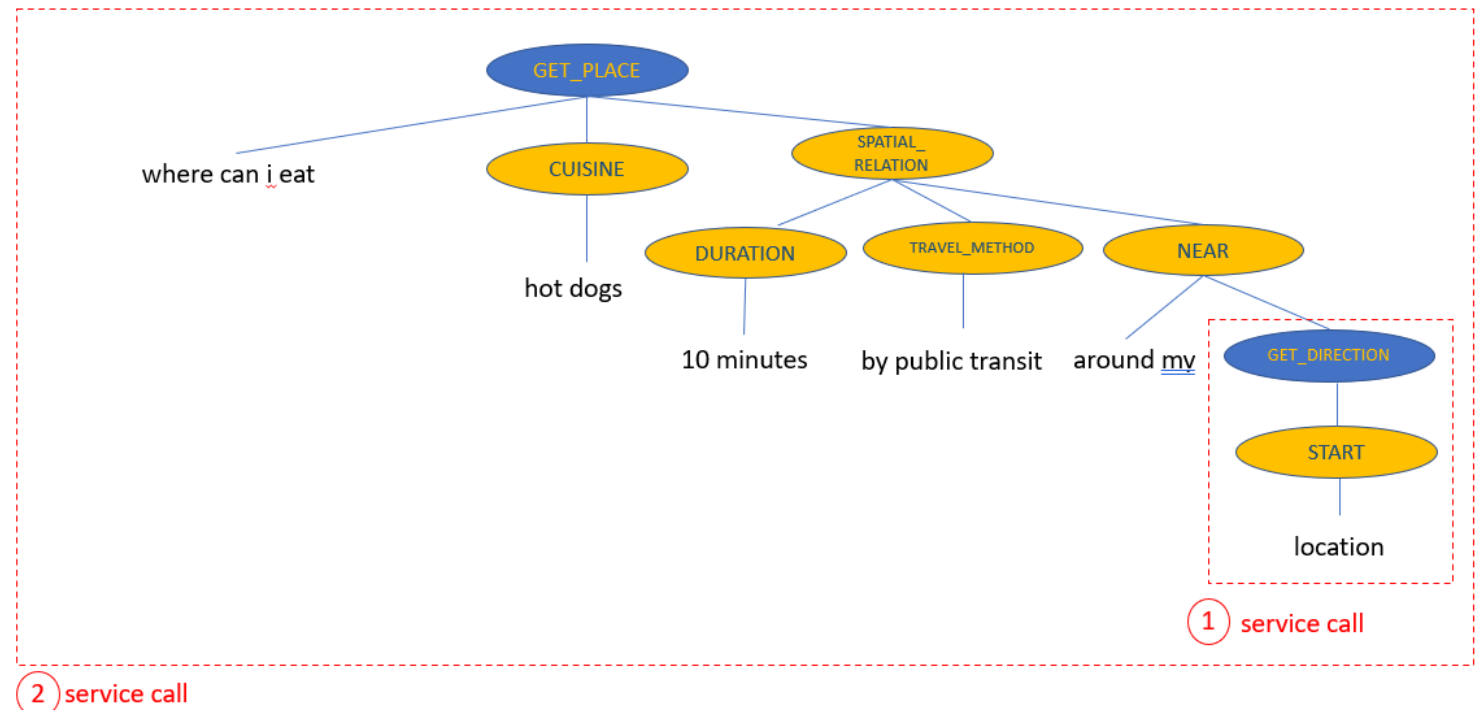 GET_PLACE
where can i eat
CUISINE
SPATIAL_
RELATION
hot dogs
DURATION
TRAVEL_METHOD
NEAR
10 minutes
by public transit
around my
GET_DIRECTION
START
location
1 service call
2 service call